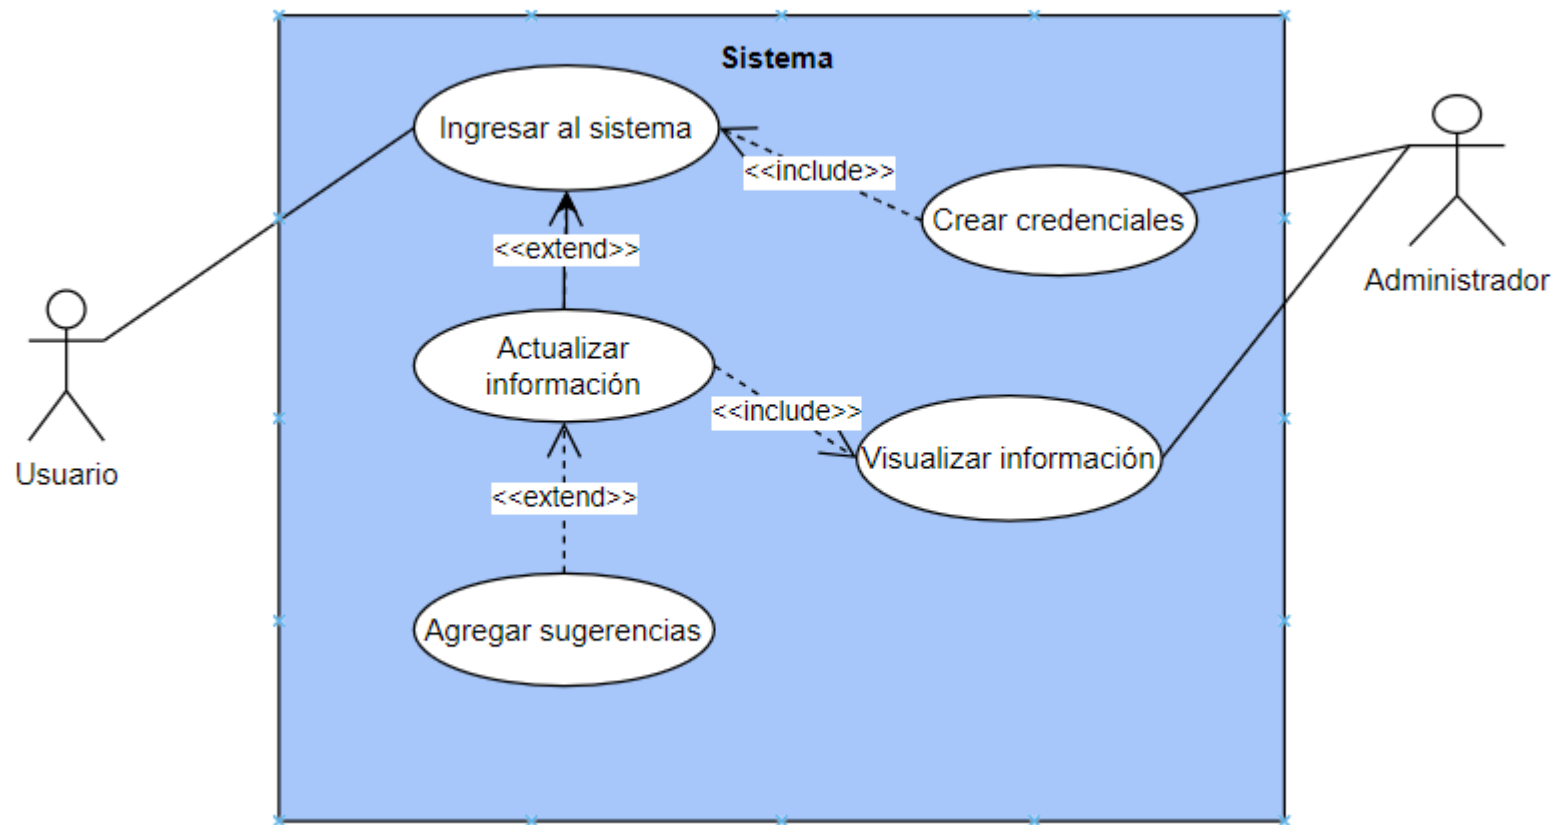 Sistema
Ingresar al sistema
<<include>>
Crear credenciales
<<extend>>
Administrador
Actualizar
información
<<include>>
Visualizar información
Usuario
<<extend>>
Agregar sugerencias